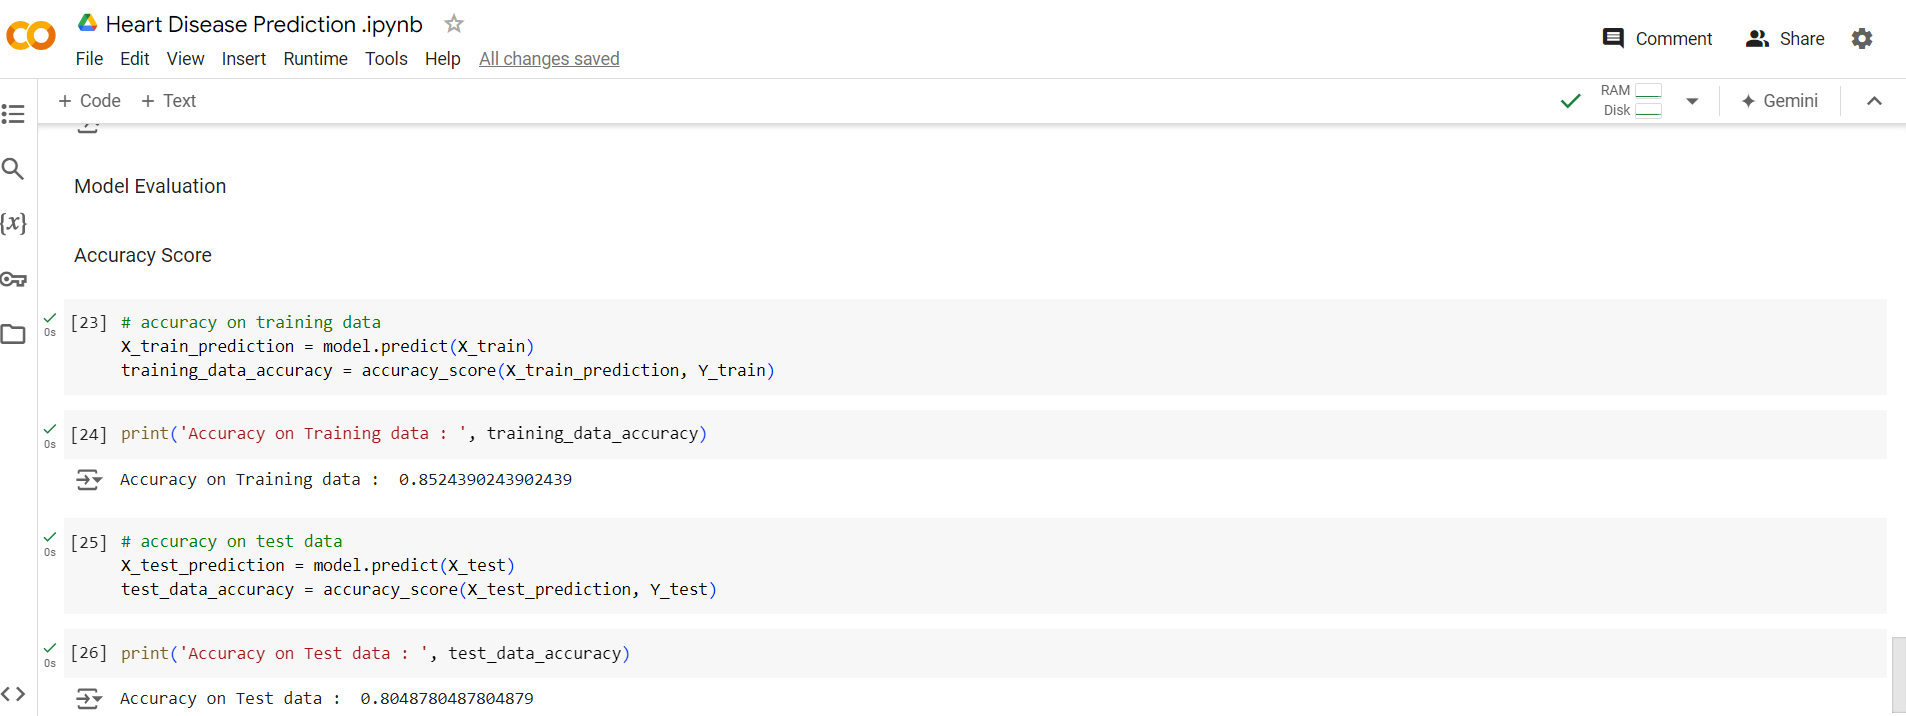 Heart Disease Prediction .ipynb
File Edit View Insert Runtime Tools Help All changes saved
Comment Share
+ Code + Text
RAM
Disk
Gemini
Model Evaluation
Accuracy Score
{x}
0s
[23] # accuracy on training data
X_train_prediction = model.predict(X_train)
training_data_accuracy = accuracy_score(X_train_prediction, Y_train)
0s
[24] print('Accuracy on Training data : ', training_data_accuracy)
Accuracy on Training data :  0.8524390243902439
0s
[25] # accuracy on test data
X_test_prediction = model.predict(X_test)
test_data_accuracy = accuracy_score(X_test_prediction, Y_test)
0s
[26] print('Accuracy on Test data : ', test_data_accuracy)
Accuracy on Test data :  0.8048780487804879